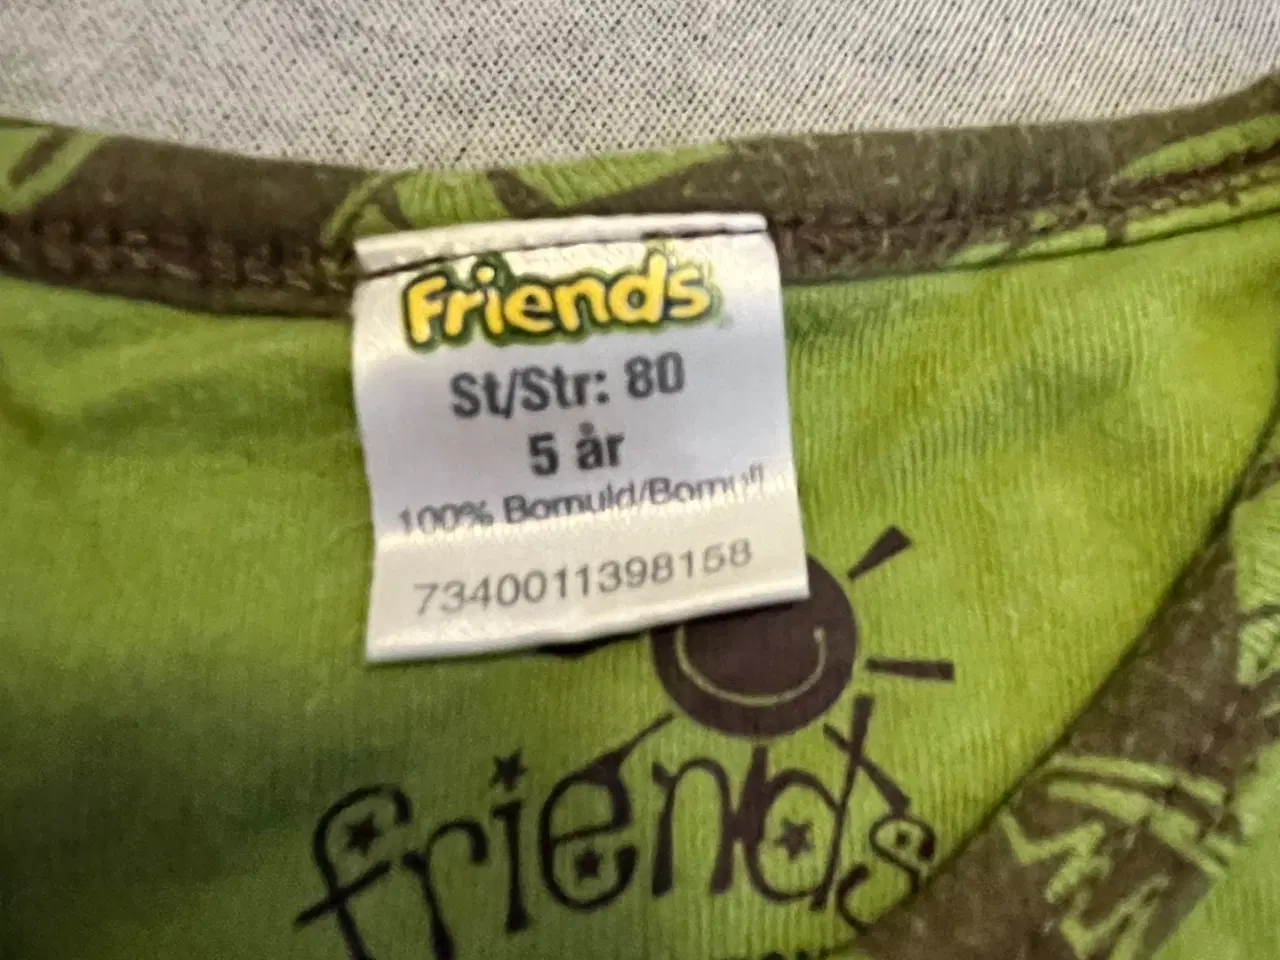 Friends
St/Str: 80
5 år
100% Bomuld/Bomull
7340011398158
friends